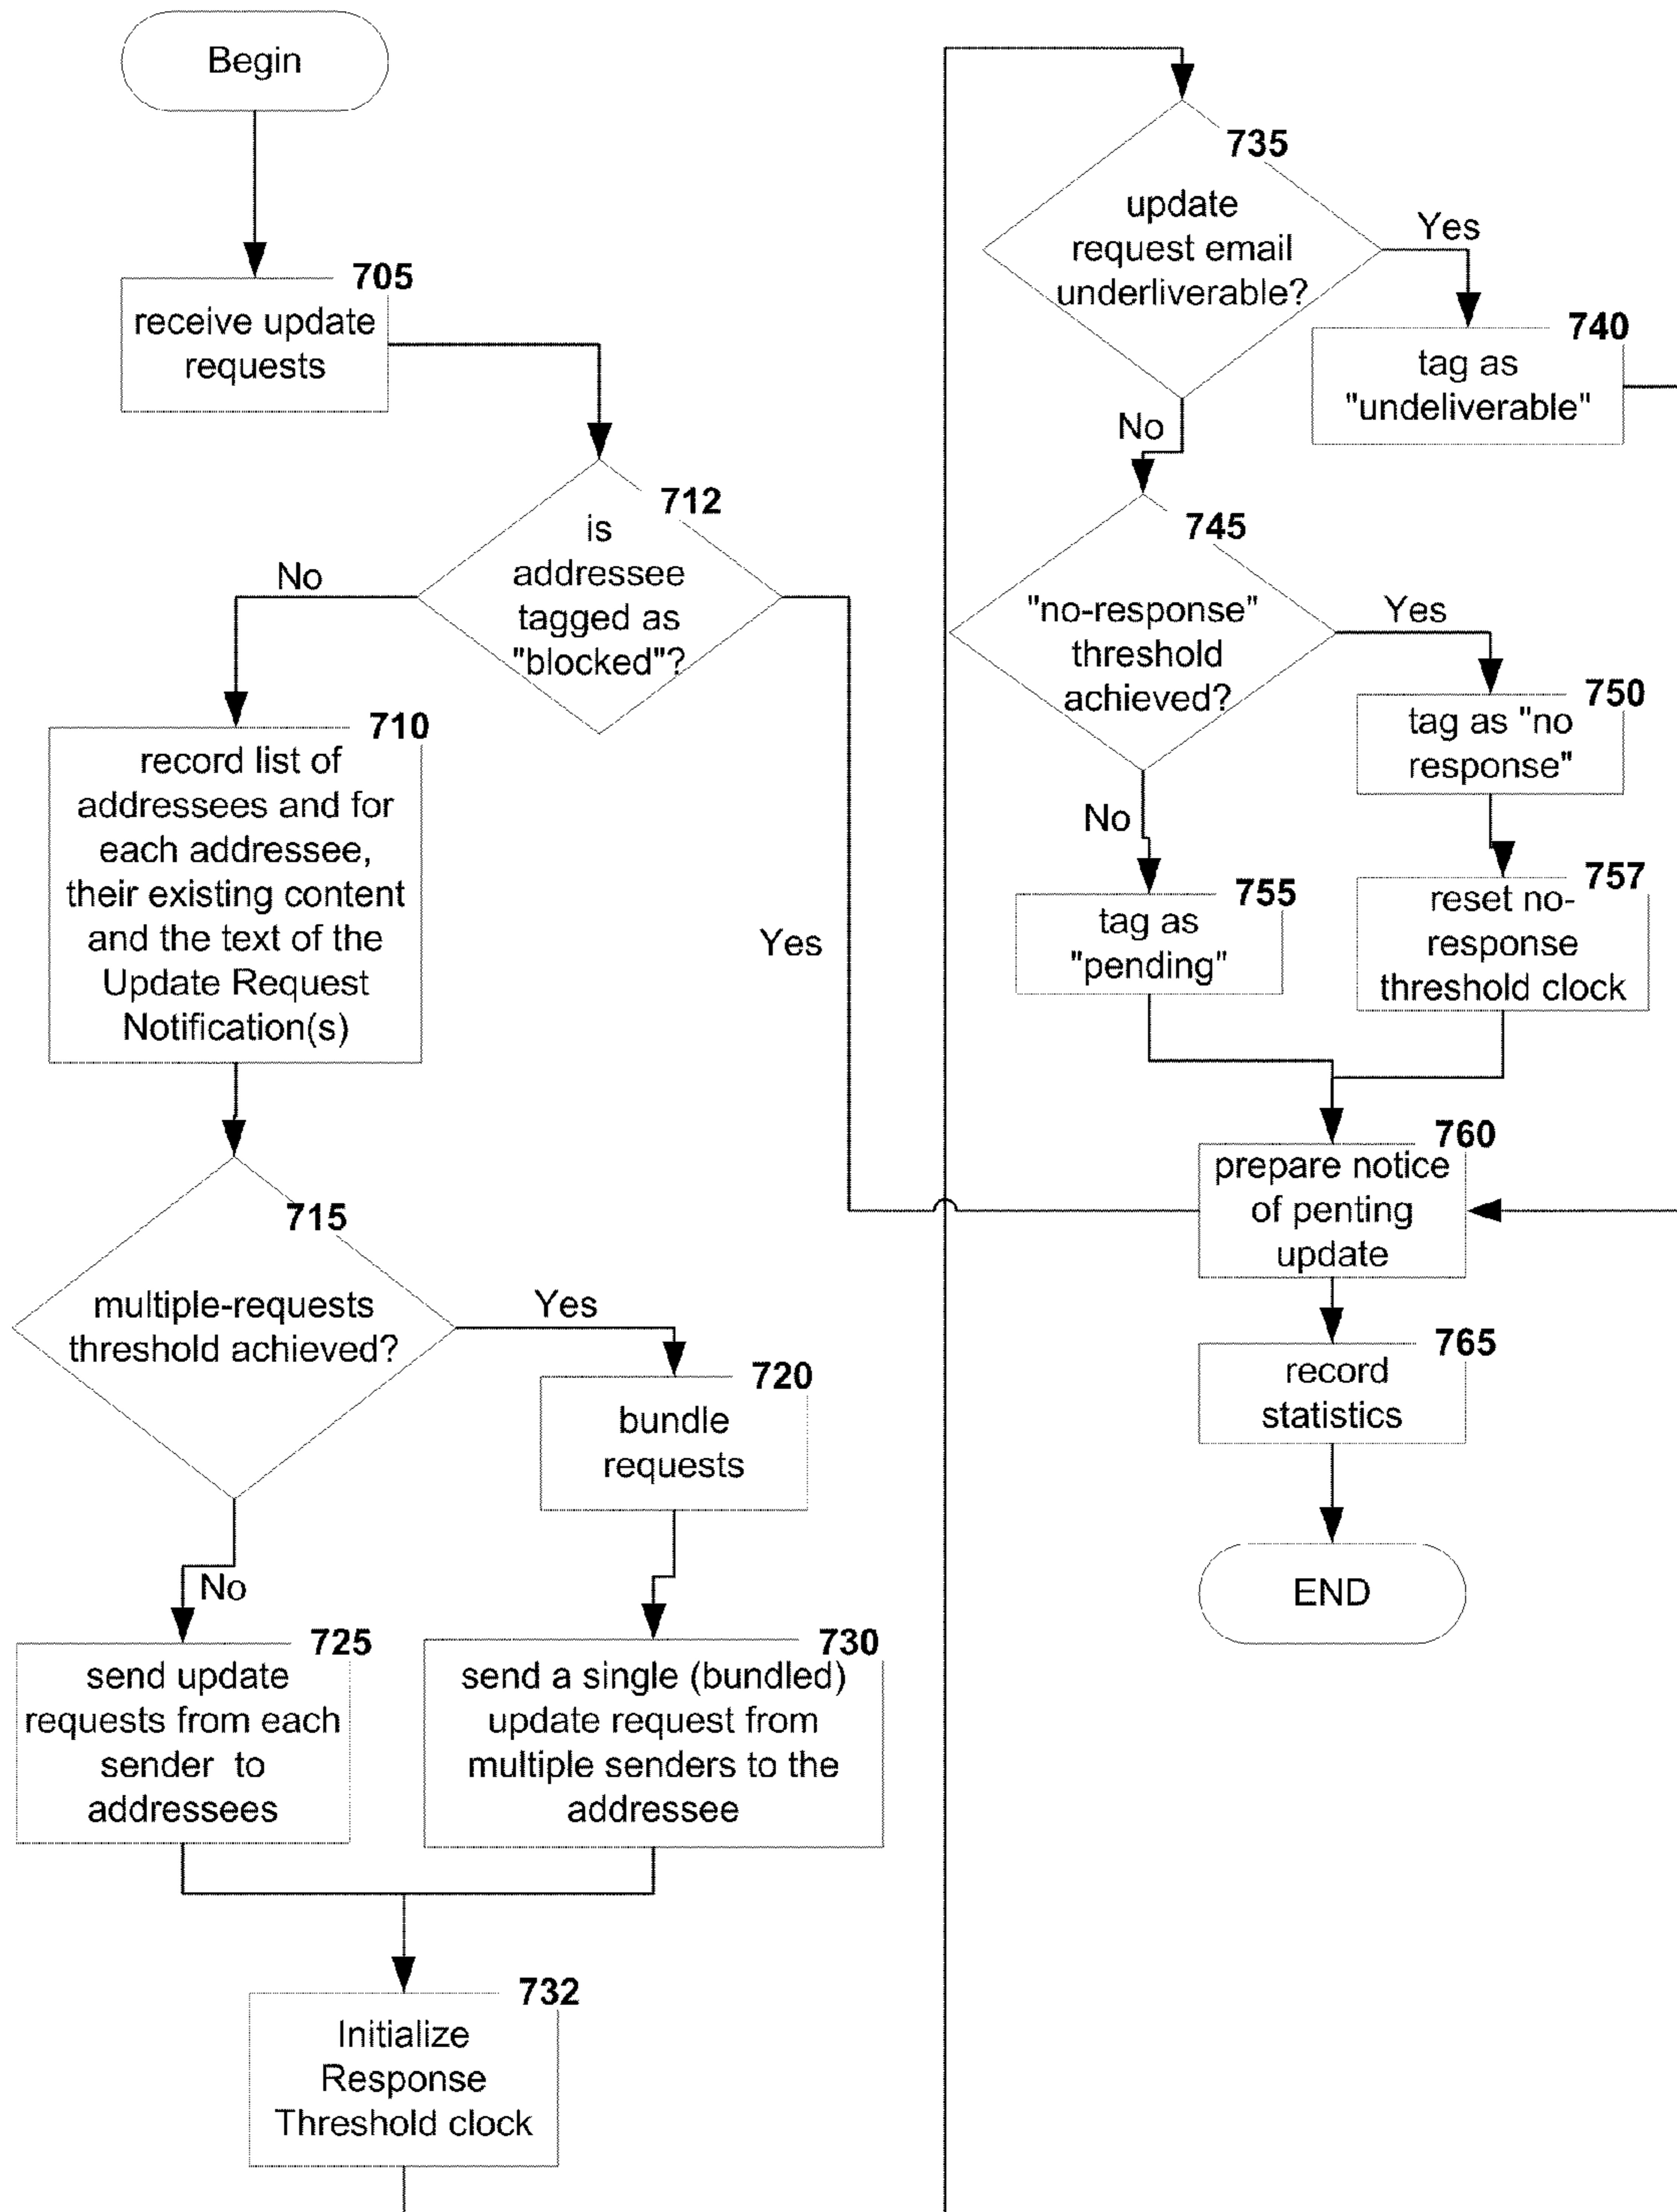 Begin
705
receive update
requests
712
is
addressee
tagged as
"blocked"?
No
Yes
710
record list of
addressees and for
each addressee,
their existing content
and the text of the
Update Request
Notification(s)
715
multiple-requests
threshold achieved?
Yes
No
720
bundle
requests
725
send update
requests from each
sender to
addressees
730
send a single (bundled)
update request from
multiple senders to the
addressee
732
Initialize
Response
Threshold clock
735
update
request email
underliverable?
Yes
No
740
tag as
"undeliverable"
745
"no-response"
threshold
achieved?
Yes
No
750
tag as "no
response"
755
tag as
"pending"
757
reset no-
response
threshold clock
760
prepare notice
of penting
update
765
record
statistics
END